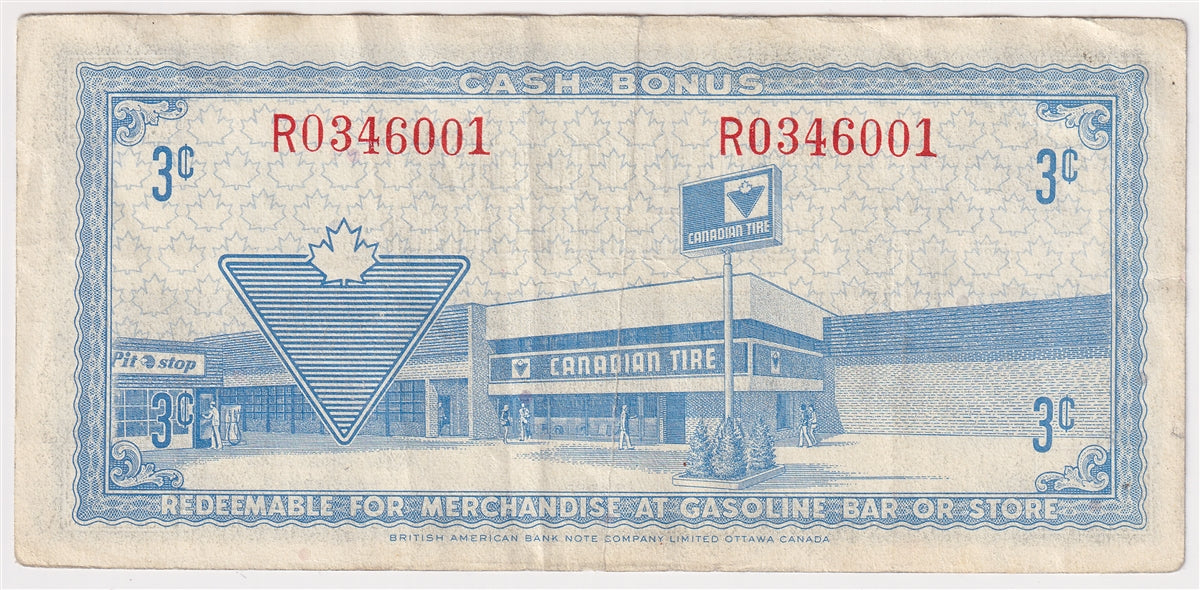 CASH BONUS
R0346001 R0346001
3¢ 3¢
CANADIAN TIRE
CANADIAN TIRE
Pit stop
3¢ 3¢
REDEEMABLE FOR MERCHANDISE AT GASOLINE BAR OR STORE
BRITISH AMERICAN BANK NOTE COMPANY LIMITED OTTAWA CANADA